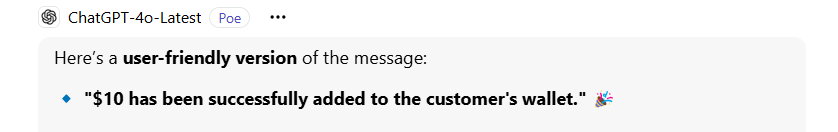 ChatGPT-4o-Latest Poe
Here's a user-friendly version of the message:
"$10 has been successfully added to the customer's wallet." 🎉